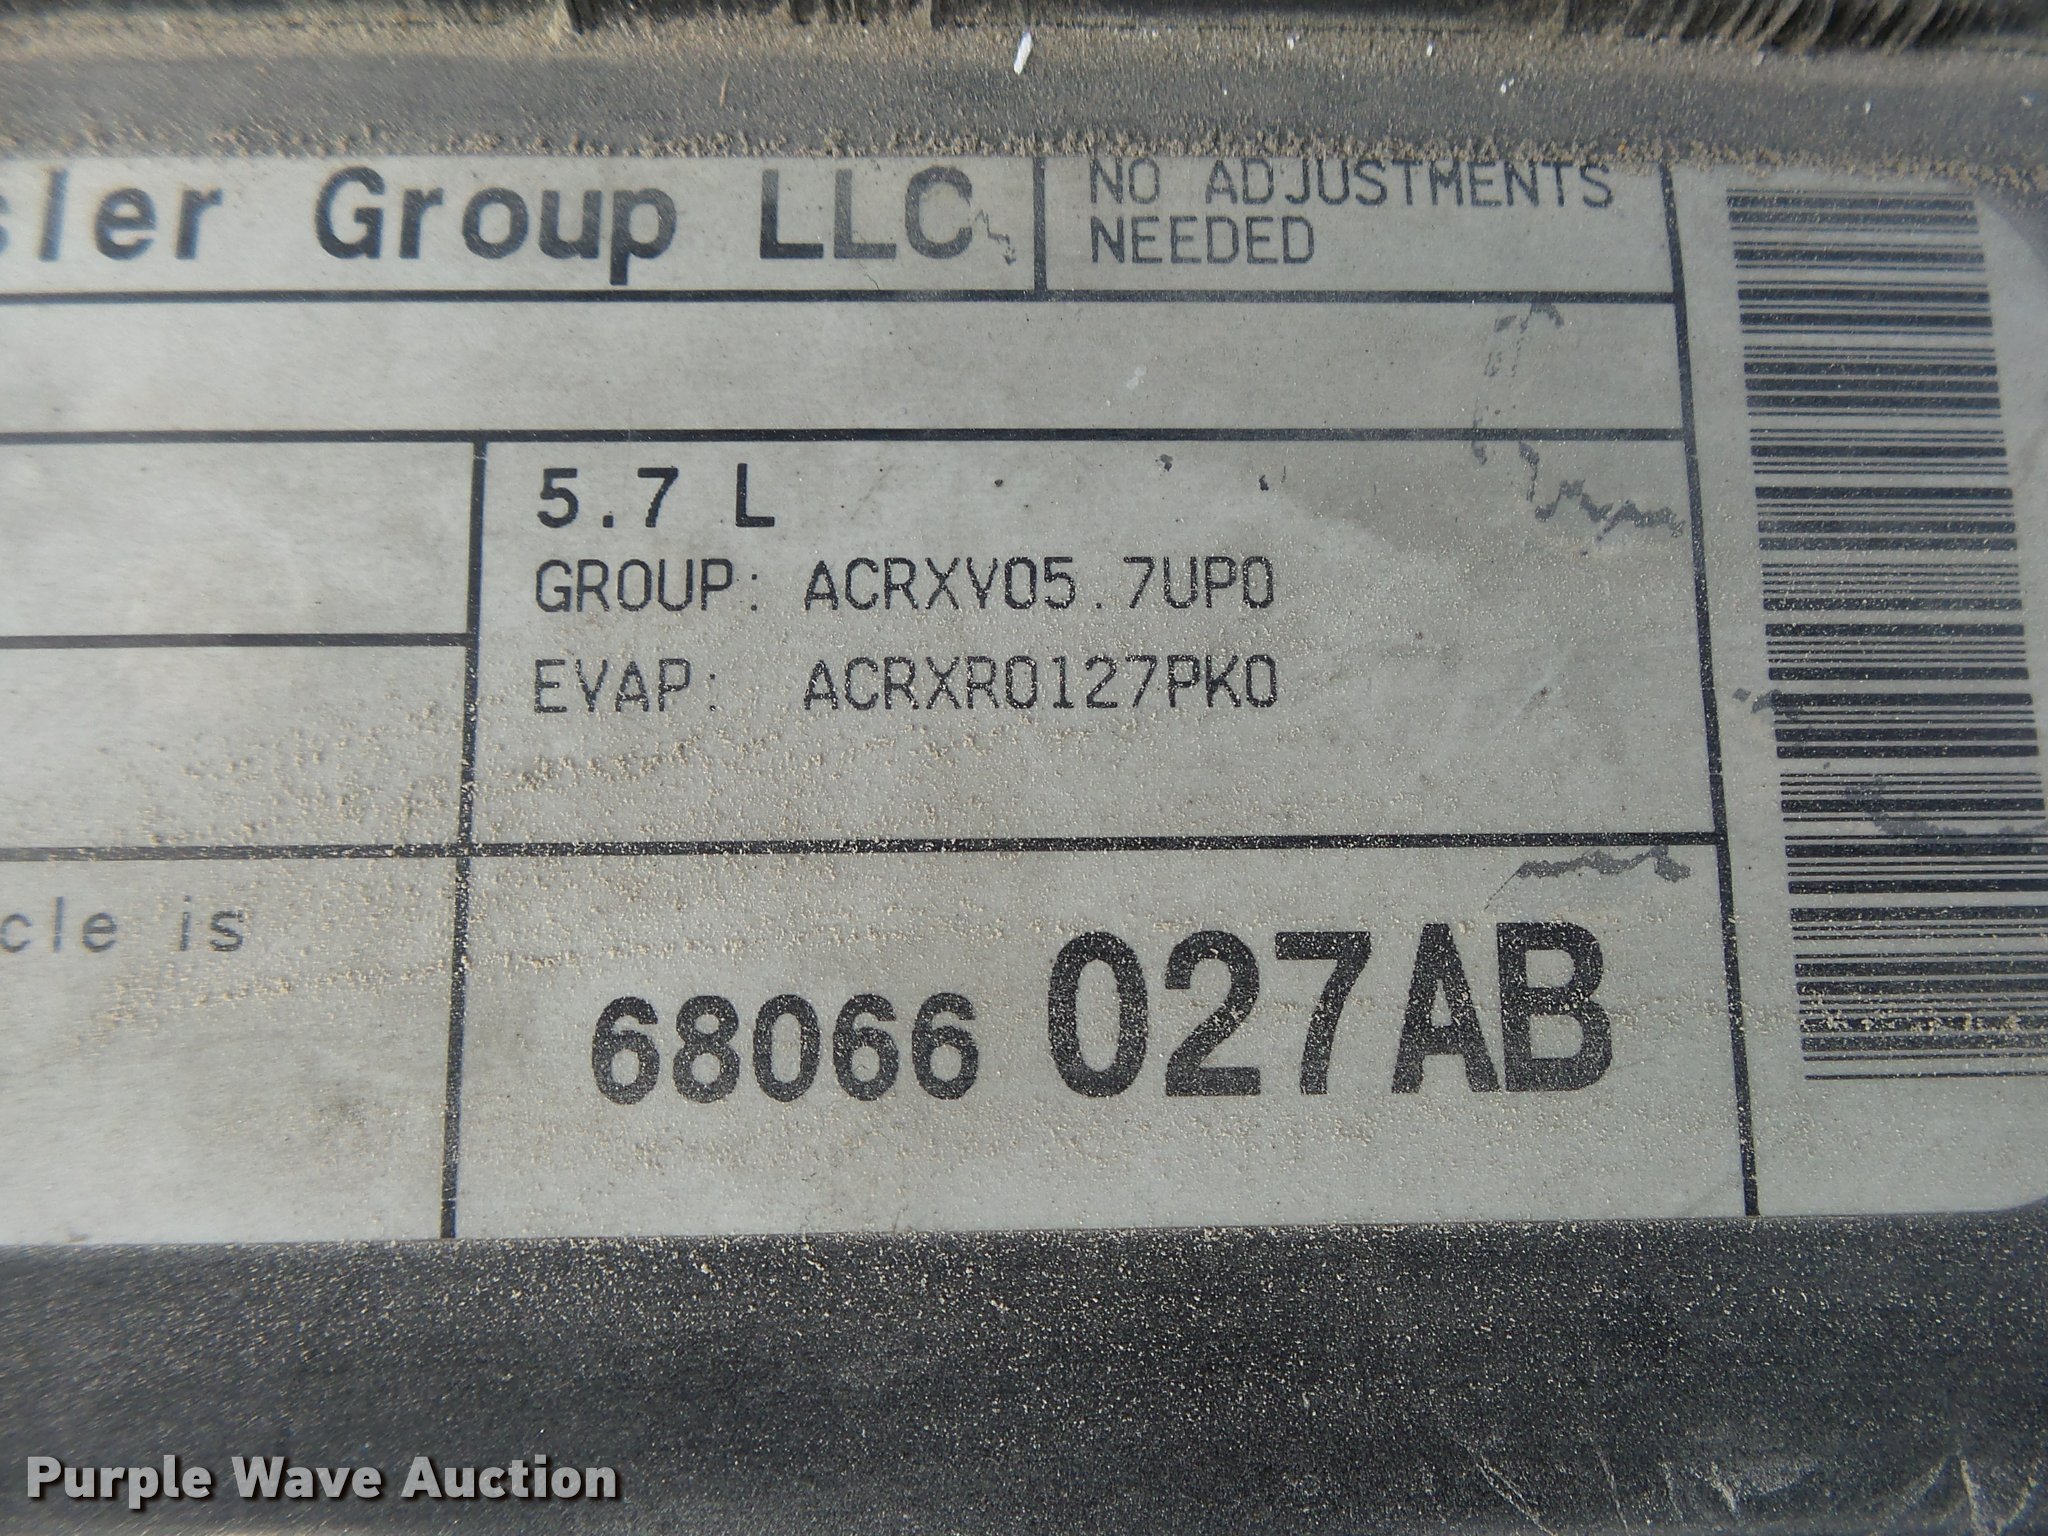 sler Group LLC
NO ADJUSTMENTS
NEEDED
5.7 L
GROUP: ACRXV05.7UP0
EVAP: ACRXR0127PK0
cle is
68066 027AB
Purple Wave Auction